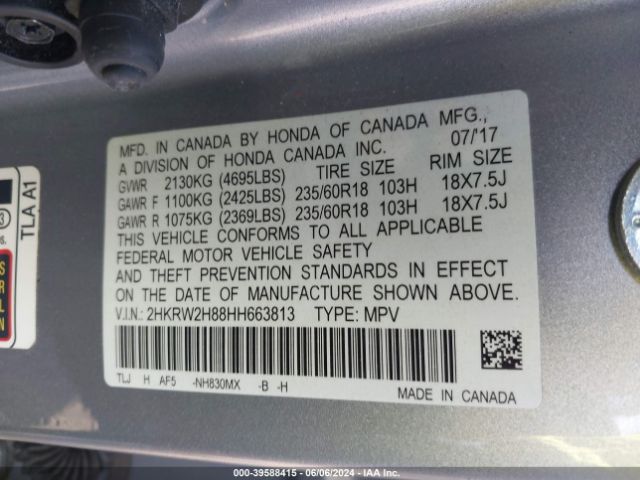 MFD. IN CANADA BY HONDA OF CANADA MFG.,
A DIVISION OF HONDA CANADA INC. 07/17
GVWR 2130KG (4695LBS) TIRE SIZE RIM SIZE
GAWR F 1100KG (2425LBS) 235/60R18 103H 18X7.5J
GAWR R 1075KG (2369LBS) 235/60R18 103H 18X7.5J
THIS VEHICLE CONFORMS TO ALL APPLICABLE
FEDERAL MOTOR VEHICLE SAFETY
AND THEFT PREVENTION STANDARDS IN EFFECT
ON THE DATE OF MANUFACTURE SHOWN ABOVE.
V.I.N.: 2HKRW2H88HH663813 TYPE: MPV
TLJ H AF5 -NH830MX -B -H
MADE IN CANADA
TLA A1
000-39588415 - 06/06/2024 - IAA Inc.